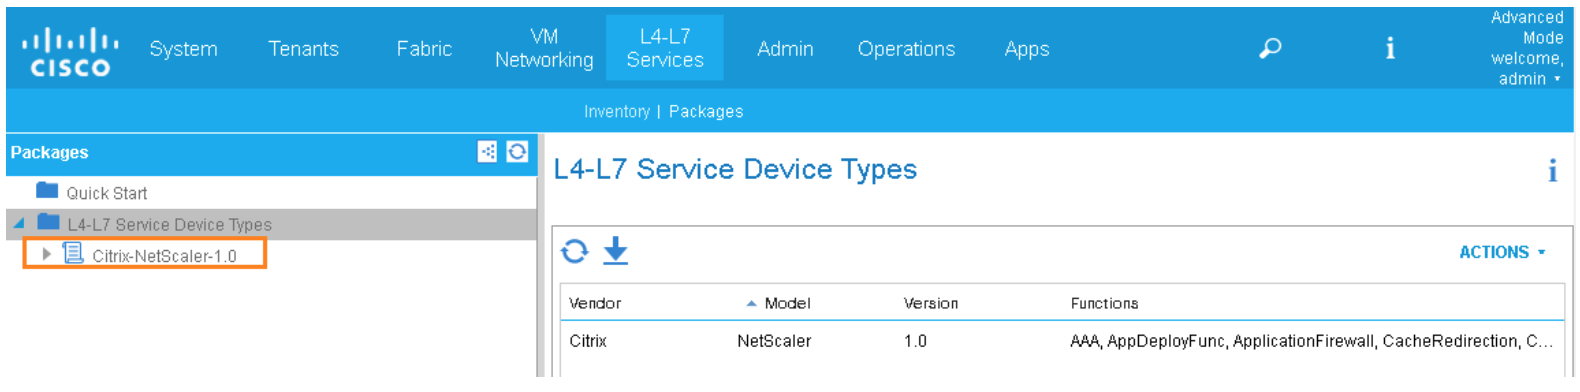 CISCO
System
Tenants
Fabric
VM
Networking
L4-L7
Services
Admin
Operations
Apps
i
Advanced
Mode
welcome,
admin
Inventory | Packages
Packages
Quick Start
L4-L7 Service Device Types
Citrix-NetScaler-1.0
L4-L7 Service Device Types
i
ACTIONS
Vendor Model Version Functions
Citrix NetScaler 1.0 AAA, AppDeployFunc, ApplicationFirewall, CacheRedirection, C...